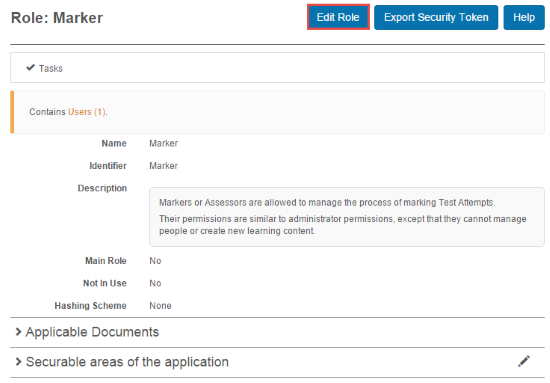 Role: Marker
Edit Role
Export Security Token
Help
Tasks
Contains Users (1).
Name Marker
Identifier Marker
Description
Markers or Assessors are allowed to manage the process of marking Test Attempts.
Their permissions are similar to administrator permissions, except that they cannot manage
people or create new learning content.
Main Role No
Not In Use No
Hashing Scheme None
Applicable Documents
Securable areas of the application